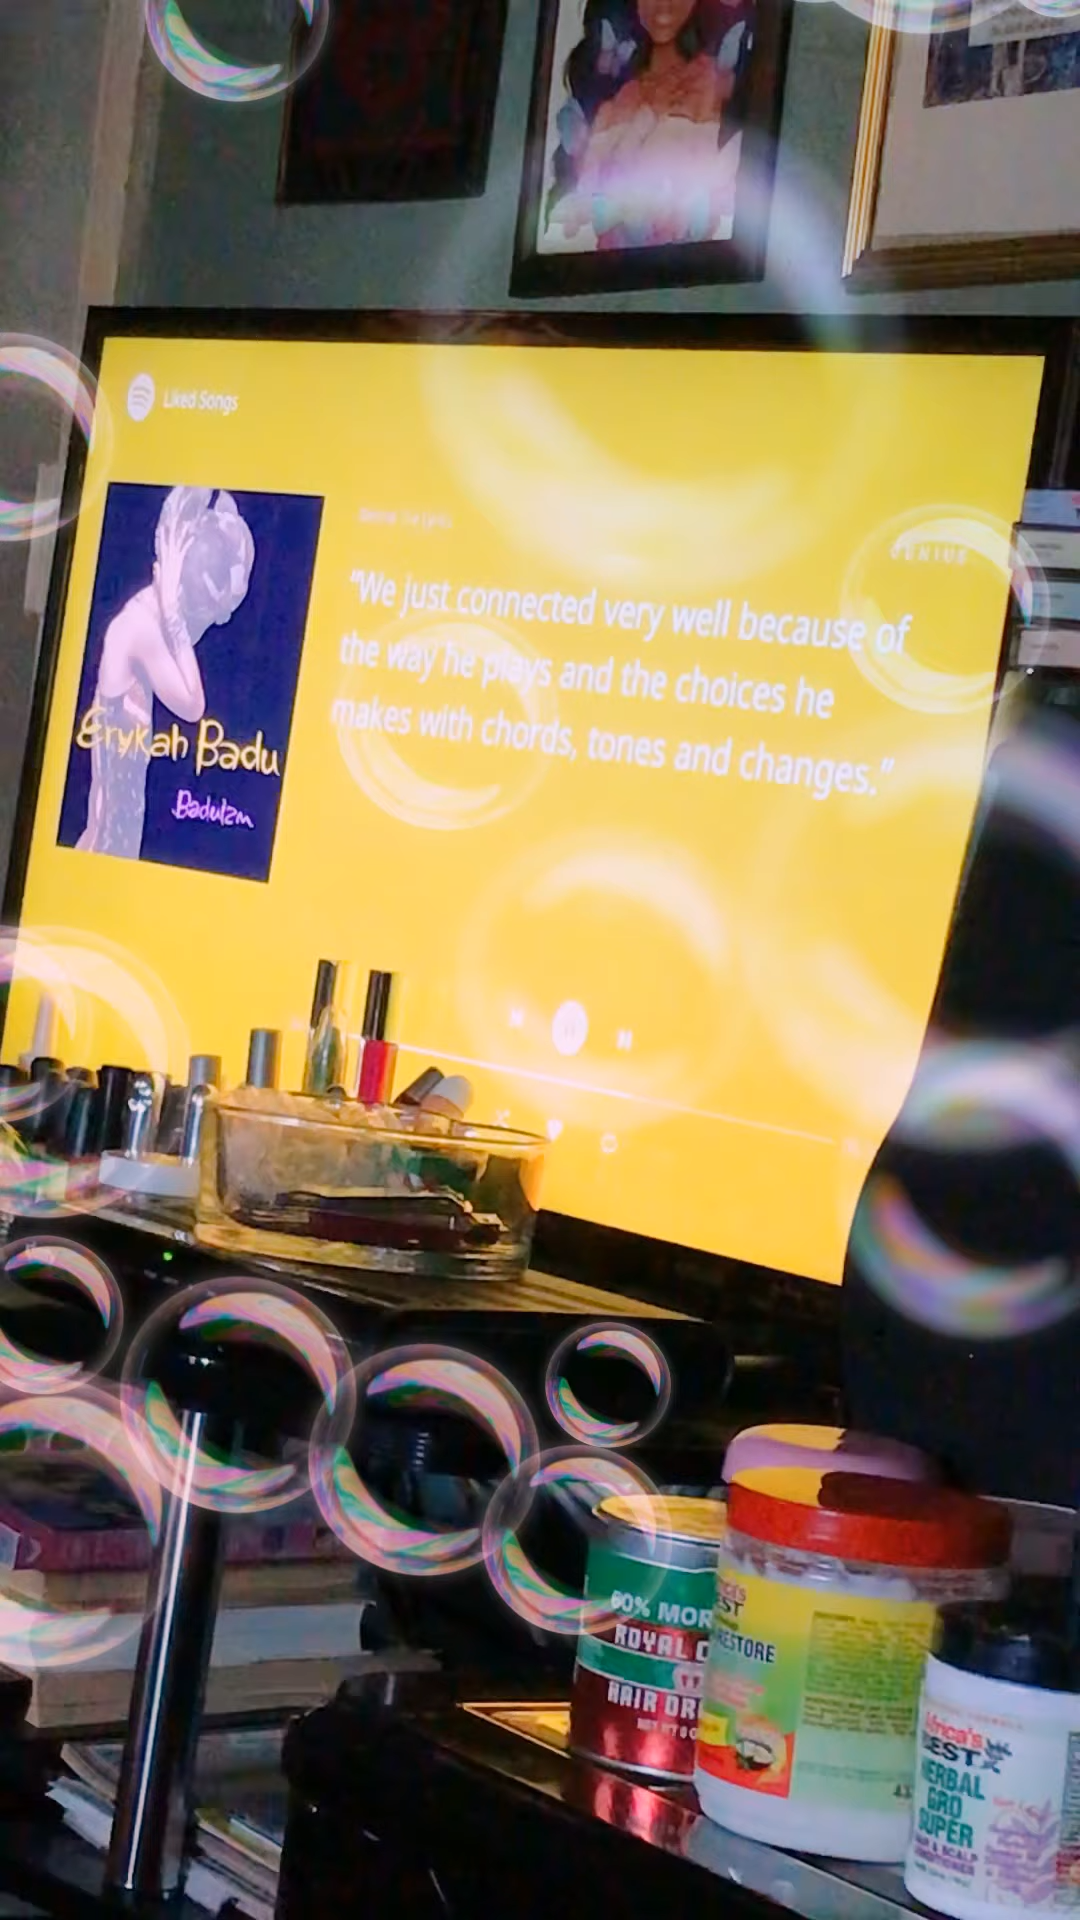 Liked Songs
GENIUS
"We just connected very well because of
the way he plays and the choices he
makes with chords, tones and changes."
Erykah Badu
Baduizm
60% MOR
ROYAL C
HAIR DR
EST
RESTORE
Africa's
BEST
HERBAL
GRO
SUPER